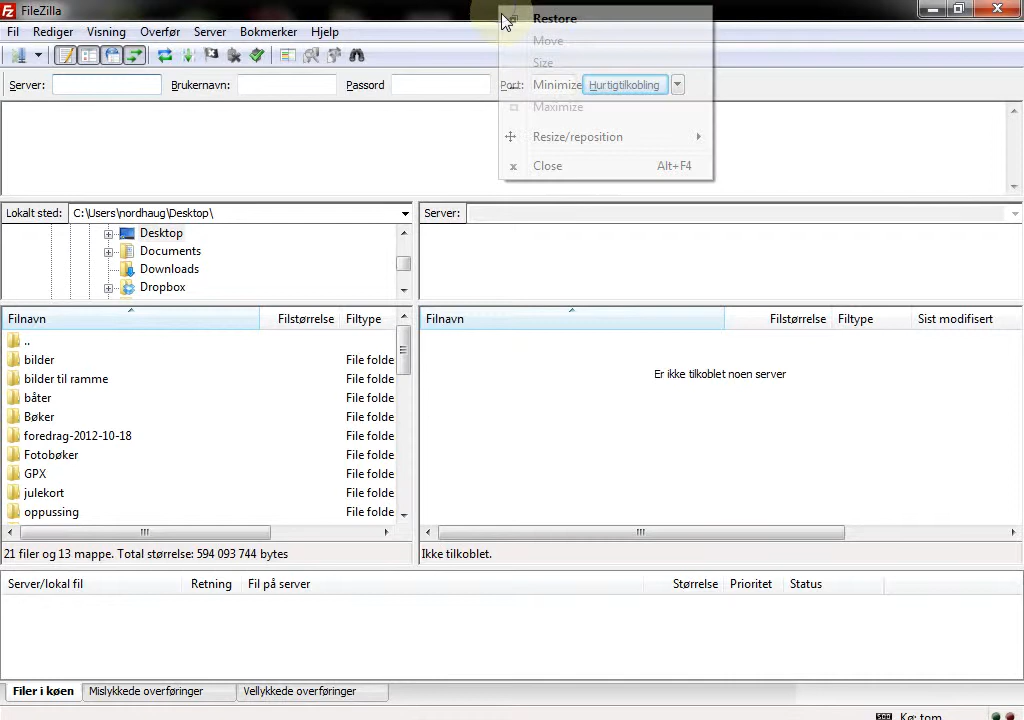 FileZilla
Fil Rediger Visning Overfør Server Bokmerker Hjelp
Server: Brukernavn: Passord Port: Hurtigtilkobling
Restore
Move
Size
Minimize
Maximize
Resize/reposition
Close Alt+F4
Lokalt sted: C:\Users\nordhaug\Desktop\
Server:
Desktop
Documents
Downloads
Dropbox
Filnavn Filstørrelse Filtype
..
bilder File folde
bilder til ramme File folde
båter File folde
Bøker File folde
foredrag-2012-10-18 File folde
Fotobøker File folde
GPX File folde
julekort File folde
oppussing File folde
21 filer og 13 mappe. Total størrelse: 594 093 744 bytes
Filnavn Filstørrelse Filtype Sist modifisert
Er ikke tilkoblet noen server
Ikke tilkoblet.
Server/lokal fil Retning Fil på server Størrelse Prioritet Status
Filer i køen Mislykkede overføringer Vellykkede overføringer
Kø: tom